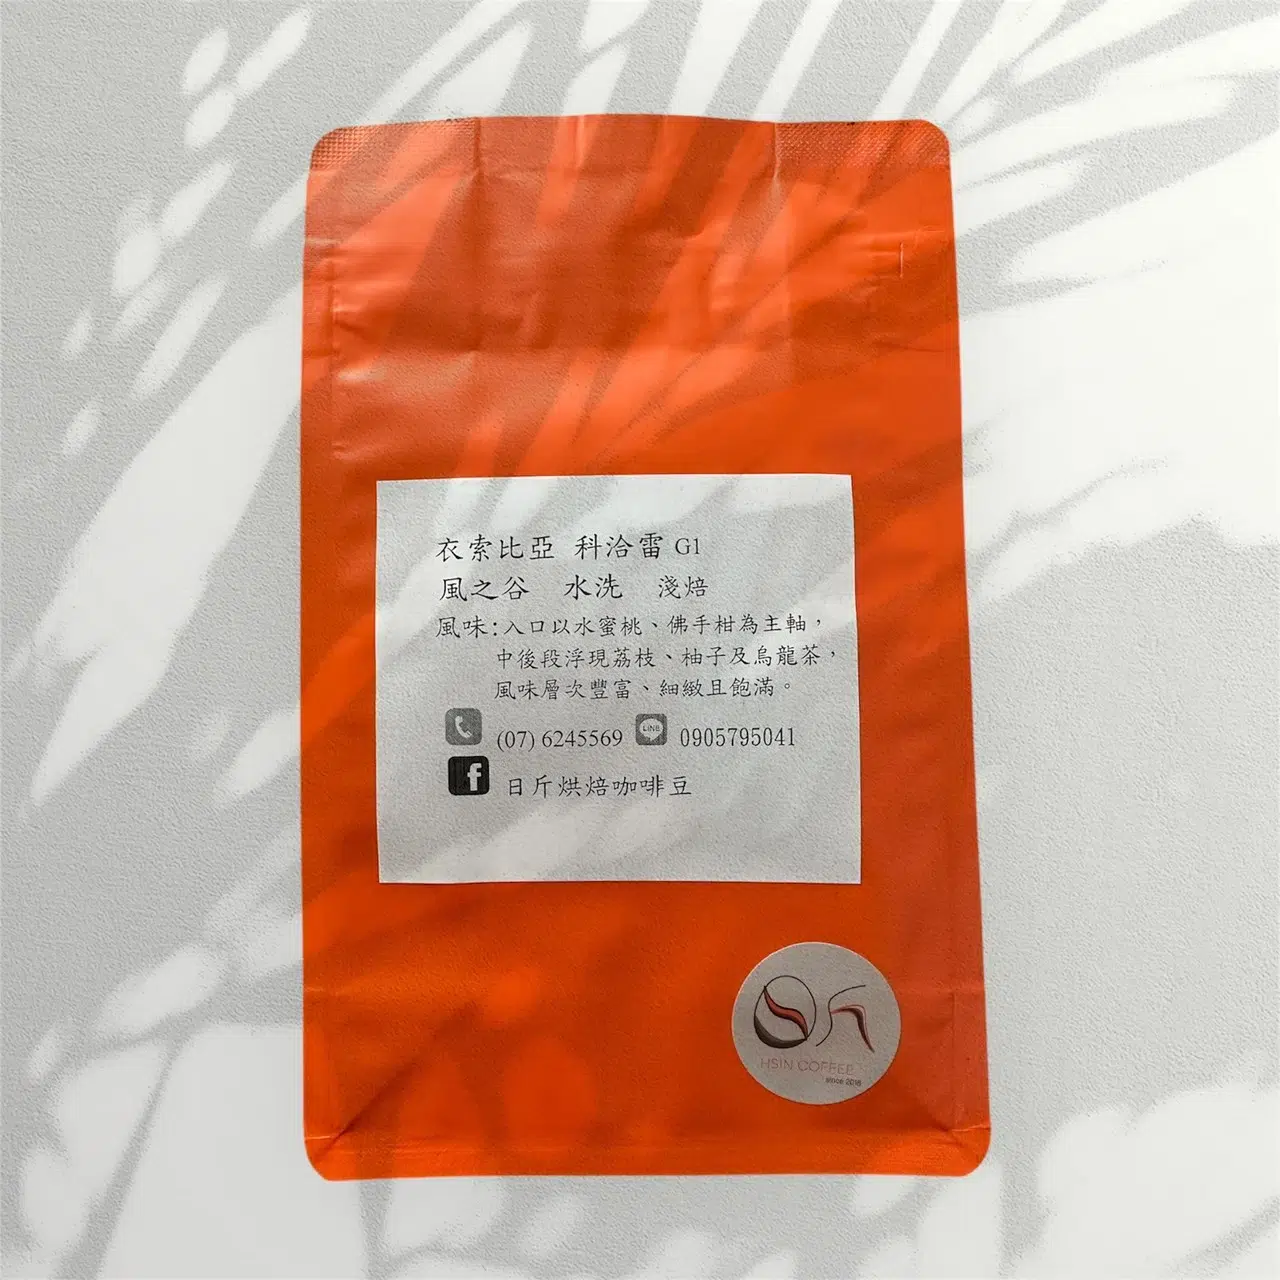 衣索比亞 科洽雷 G1
風之谷 水洗 淺焙
風味:入口以水蜜桃、佛手柑為主軸，
中後段浮現荔枝、柚子及烏龍茶，
風味層次豐富、細緻且飽滿。
(07) 6245569 LINE 0905795041
f 日斤烘焙咖啡豆
HSIN COFFEE
since 2016